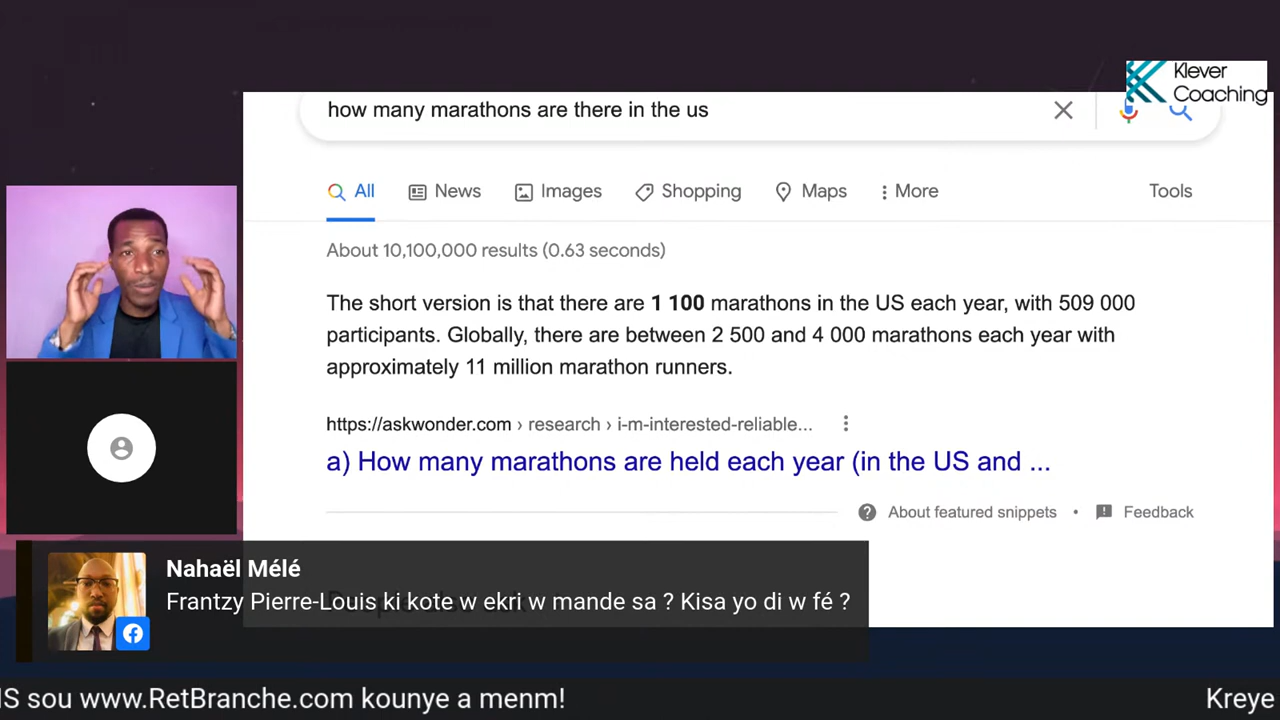 Klever
Coaching
how many marathons are there in the us
All
News
Images
Shopping
Maps
More
Tools
About 10,100,000 results (0.63 seconds)
The short version is that there are 1 100 marathons in the US each year, with 509 000
participants. Globally, there are between 2 500 and 4 000 marathons each year with
approximately 11 million marathon runners.
https://askwonder.com › research › i-m-interested-reliable...
a) How many marathons are held each year (in the US and ...
About featured snippets • Feedback
Nahaël Mélé
Frantzy Pierre-Louis ki kote w ekri w mande sa ? Kisa yo di w fé ?
sou www.RetBranche.com kounye a menm!
Kreye